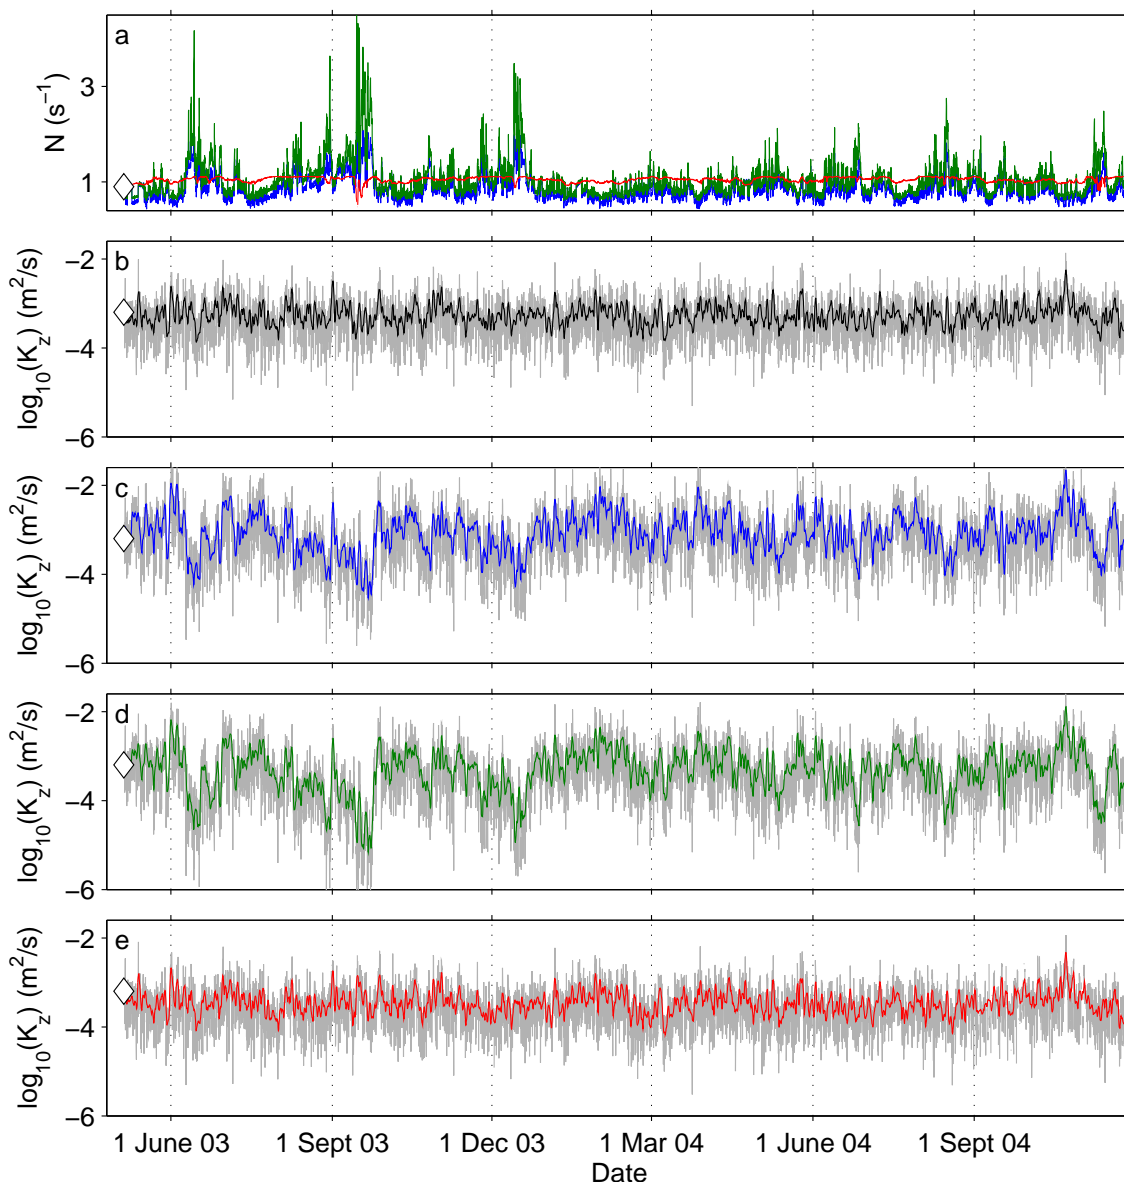 a
N (s⁻¹)
3
1
b
log₁₀(K_z) (m²/s)
−2
−4
−6
c
log₁₀(K_z) (m²/s)
−2
−4
−6
d
log₁₀(K_z) (m²/s)
−2
−4
−6
e
log₁₀(K_z) (m²/s)
−2
−4
−6
1 June 03 1 Sept 03 1 Dec 03 1 Mar 04 1 June 04 1 Sept 04
Date